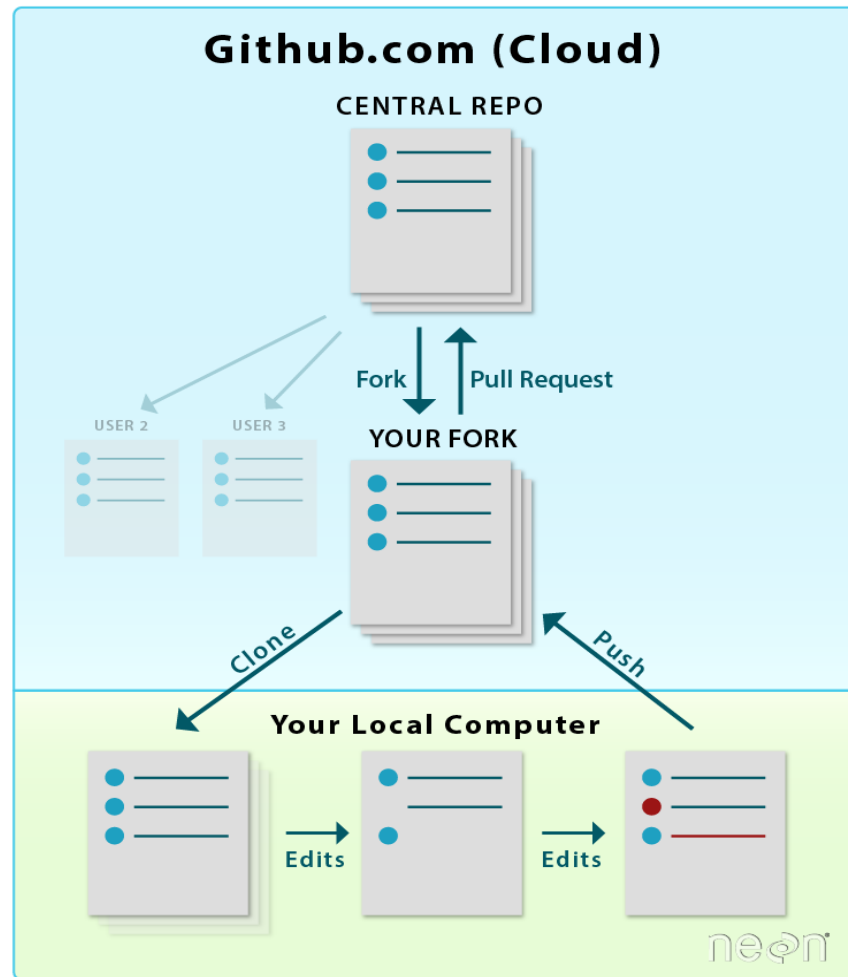 Github.com (Cloud)
CENTRAL REPO
Fork
Pull Request
USER 2
USER 3
YOUR FORK
Clone
Push
Your Local Computer
Edits
Edits
neon